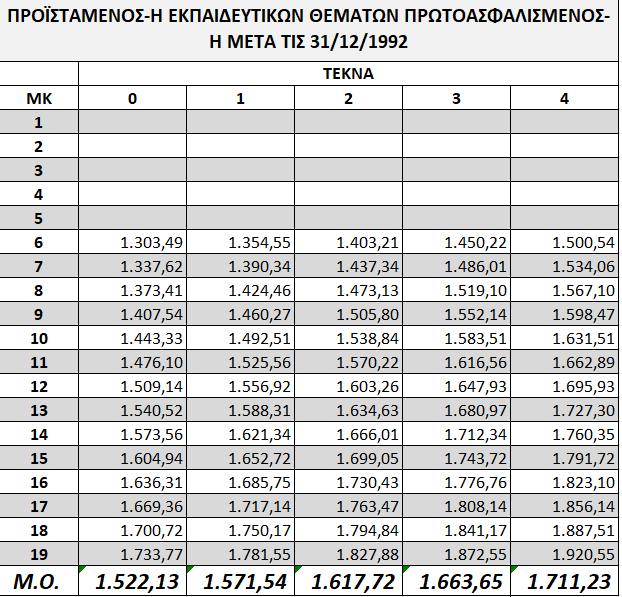 ΠΡΟΪΣΤΑΜΕΝΟΣ-Η ΕΚΠΑΙΔΕΥΤΙΚΩΝ ΘΕΜΑΤΩΝ ΠΡΩΤΟΑΣΦΑΛΙΣΜΕΝΟΣ-
Η ΜΕΤΑ ΤΙΣ 31/12/1992
ΤΕΚΝΑ
ΜΚ 0 1 2 3 4
1
2
3
4
5
6 1.303,49 1.354,55 1.403,21 1.450,22 1.500,54
7 1.337,62 1.390,34 1.437,34 1.486,01 1.534,06
8 1.373,41 1.424,46 1.473,13 1.519,10 1.567,10
9 1.407,54 1.460,27 1.505,80 1.552,14 1.598,47
10 1.443,33 1.492,51 1.538,84 1.583,51 1.631,51
11 1.476,10 1.525,56 1.570,22 1.616,56 1.662,89
12 1.509,14 1.556,92 1.603,26 1.647,93 1.695,93
13 1.540,52 1.588,31 1.634,63 1.680,97 1.727,30
14 1.573,56 1.621,34 1.666,01 1.712,34 1.760,35
15 1.604,94 1.652,72 1.699,05 1.743,72 1.791,72
16 1.636,31 1.685,75 1.730,43 1.776,76 1.823,10
17 1.669,36 1.717,14 1.763,47 1.808,14 1.856,14
18 1.700,72 1.750,17 1.794,84 1.841,17 1.887,51
19 1.733,77 1.781,55 1.827,88 1.872,55 1.920,55
Μ.Ο. 1.522,13 1.571,54 1.617,72 1.663,65 1.711,23